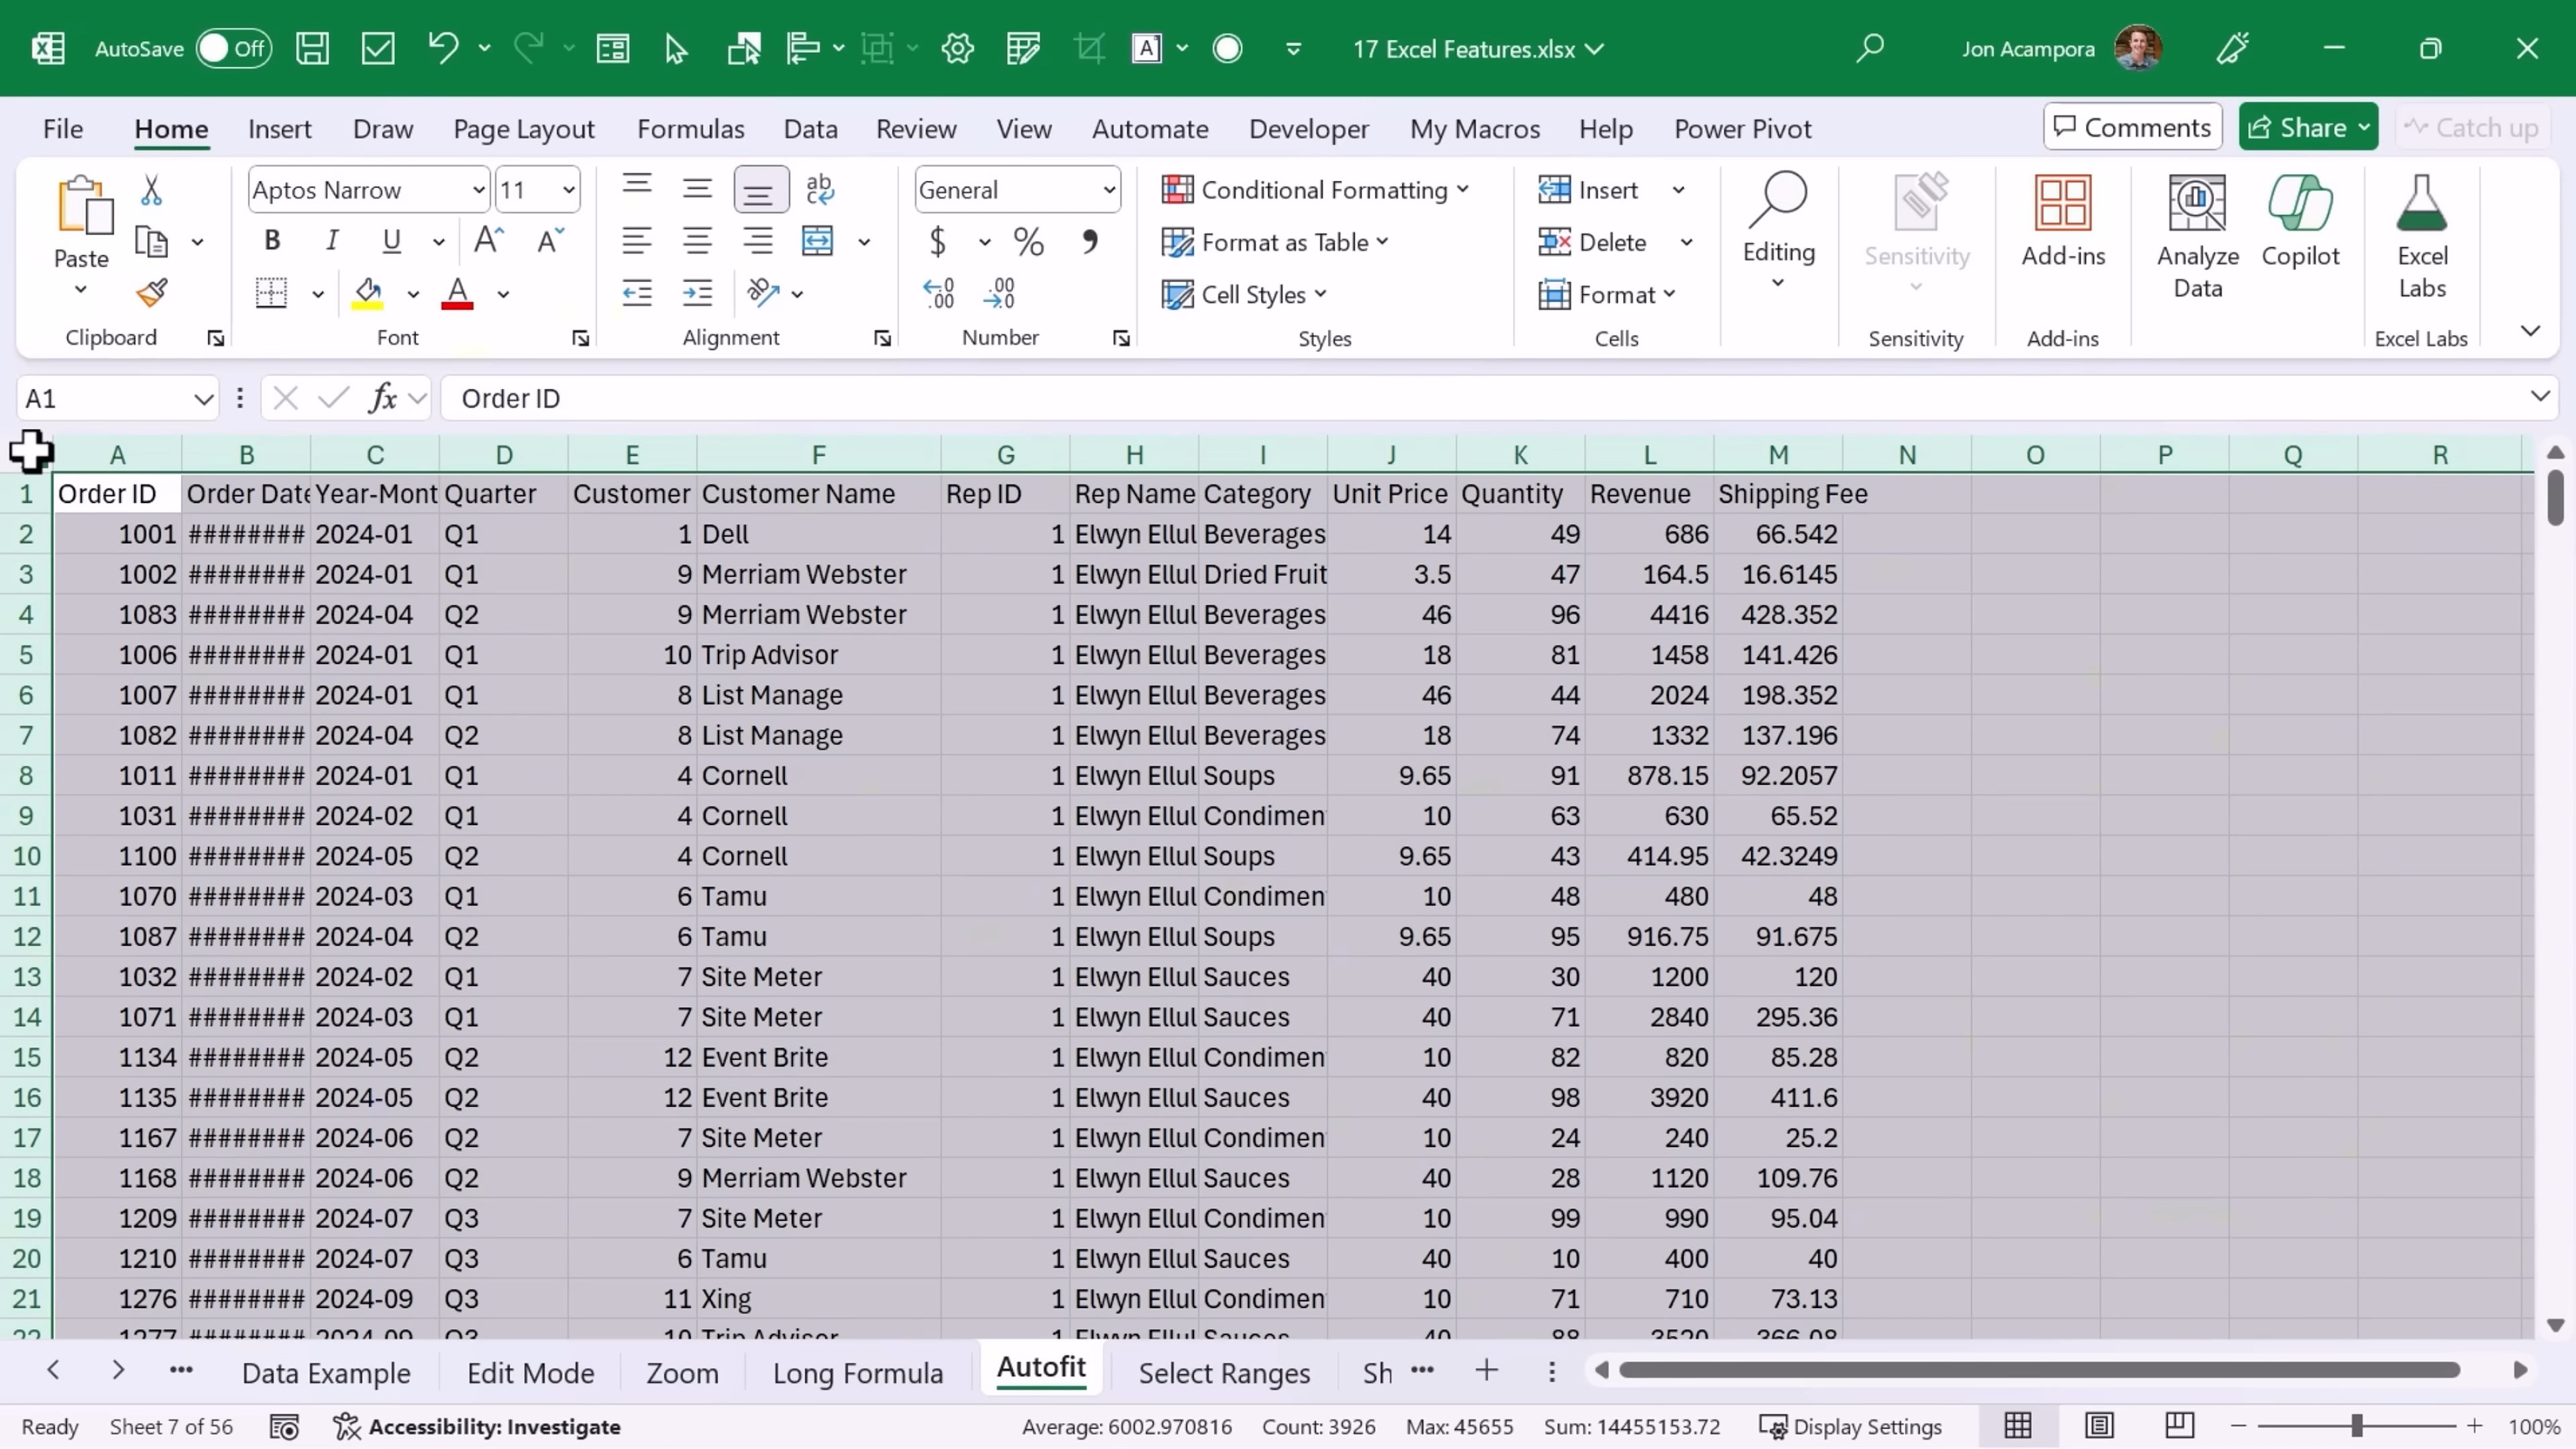 AutoSave Off 17 Excel Features.xlsx Jon Acampora
File Home Insert Draw Page Layout Formulas Data Review View Automate Developer My Macros Help Power Pivot Comments Share Catch up
Paste Aptos Narrow 11 General Conditional Formatting Format as Table Cell Styles Insert Delete Format Editing Sensitivity Add-ins Analyze Data Copilot Excel Labs
Clipboard Font Alignment Number Styles Cells Sensitivity Add-ins Excel Labs
A1 fx Order ID
A B C D E F G H I J K L M N O P Q R
1 Order ID Order Date Year-Mont Quarter Customer Customer Name Rep ID Rep Name Category Unit Price Quantity Revenue Shipping Fee
2 1001 ######## 2024-01 Q1 1 Dell 1 Elwyn Ellul Beverages 14 49 686 66.542
3 1002 ######## 2024-01 Q1 9 Merriam Webster 1 Elwyn Ellul Dried Fruit 3.5 47 164.5 16.6145
4 1083 ######## 2024-04 Q2 9 Merriam Webster 1 Elwyn Ellul Beverages 46 96 4416 428.352
5 1006 ######## 2024-01 Q1 10 Trip Advisor 1 Elwyn Ellul Beverages 18 81 1458 141.426
6 1007 ######## 2024-01 Q1 8 List Manage 1 Elwyn Ellul Beverages 46 44 2024 198.352
7 1082 ######## 2024-04 Q2 8 List Manage 1 Elwyn Ellul Beverages 18 74 1332 137.196
8 1011 ######## 2024-01 Q1 4 Cornell 1 Elwyn Ellul Soups 9.65 91 878.15 92.2057
9 1031 ######## 2024-02 Q1 4 Cornell 1 Elwyn Ellul Condimen 10 63 630 65.52
10 1100 ######## 2024-05 Q2 4 Cornell 1 Elwyn Ellul Soups 9.65 43 414.95 42.3249
11 1070 ######## 2024-03 Q1 6 Tamu 1 Elwyn Ellul Condimen 10 48 480 48
12 1087 ######## 2024-04 Q2 6 Tamu 1 Elwyn Ellul Soups 9.65 95 916.75 91.675
13 1032 ######## 2024-02 Q1 7 Site Meter 1 Elwyn Ellul Sauces 40 30 1200 120
14 1071 ######## 2024-03 Q1 7 Site Meter 1 Elwyn Ellul Sauces 40 71 2840 295.36
15 1134 ######## 2024-05 Q2 12 Event Brite 1 Elwyn Ellul Condimen 10 82 820 85.28
16 1135 ######## 2024-05 Q2 12 Event Brite 1 Elwyn Ellul Sauces 40 98 3920 411.6
17 1167 ######## 2024-06 Q2 7 Site Meter 1 Elwyn Ellul Condimen 10 24 240 25.2
18 1168 ######## 2024-06 Q2 9 Merriam Webster 1 Elwyn Ellul Sauces 40 28 1120 109.76
19 1209 ######## 2024-07 Q3 7 Site Meter 1 Elwyn Ellul Condimen 10 99 990 95.04
20 1210 ######## 2024-07 Q3 6 Tamu 1 Elwyn Ellul Sauces 40 10 400 40
21 1276 ######## 2024-09 Q3 11 Xing 1 Elwyn Ellul Condimen 10 71 710 73.13
22 1277 ######## 2024-09 Q3 10 Trip Advisor 1 Elwyn Ellul Sauces 40 88 3520 366.08
Data Example Edit Mode Zoom Long Formula Autofit Select Ranges Sh
Ready Sheet 7 of 56 Accessibility: Investigate Average: 6002.970816 Count: 3926 Max: 45655 Sum: 14455153.72 Display Settings 100%